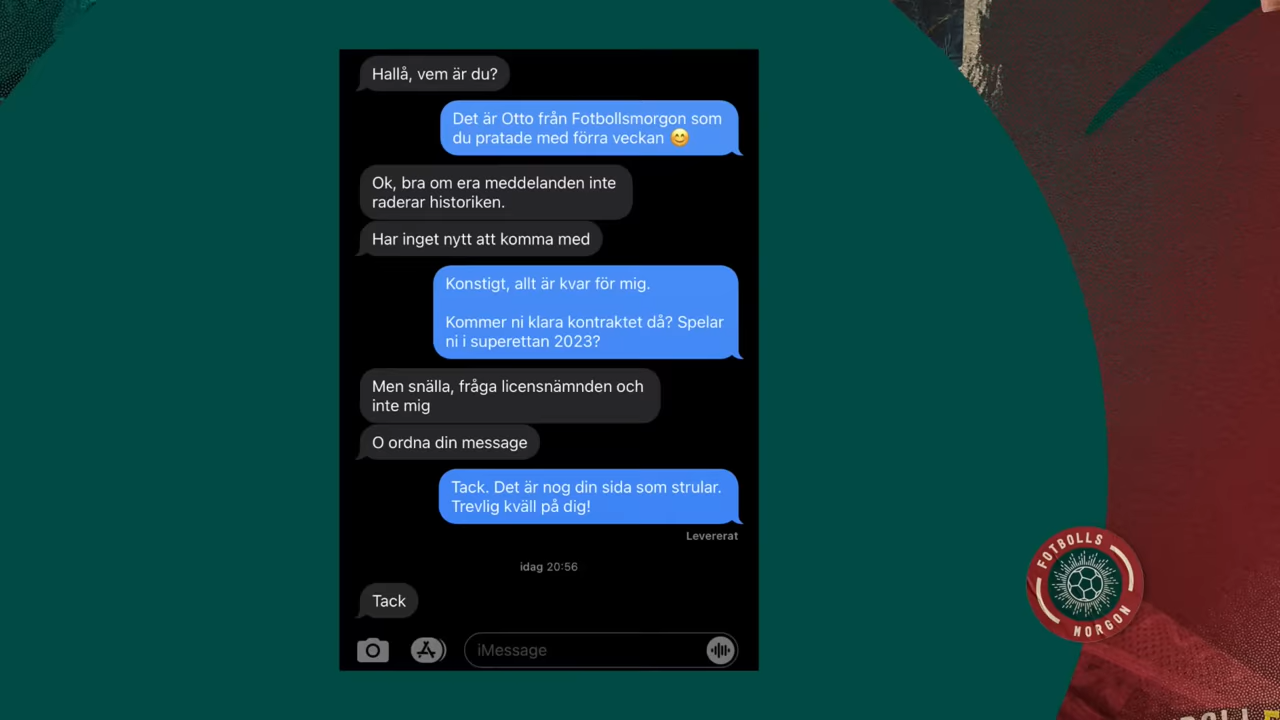 Hallå, vem är du?
Det är Otto från Fotbollsmorgon som
du pratade med förra veckan 😊
Ok, bra om era meddelanden inte
raderar historiken.
Har inget nytt att komma med
Konstigt, allt är kvar för mig.
Kommer ni klara kontraktet då? Spelar
ni i superettan 2023?
Men snälla, fråga licensnämnden och
inte mig
O ordna din message
Tack. Det är nog din sida som strular.
Trevlig kväll på dig!
Levererat
idag 20:56
Tack
iMessage
FOTBOLLS
MORGON